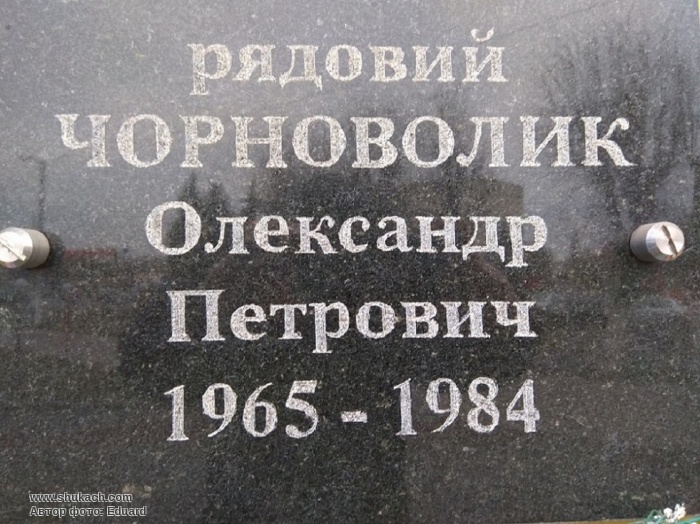 рядовий
ЧОРНОВОЛИК
Олександр
Петрович
1965 - 1984
www.shukach.com
Автор фото: Eduard